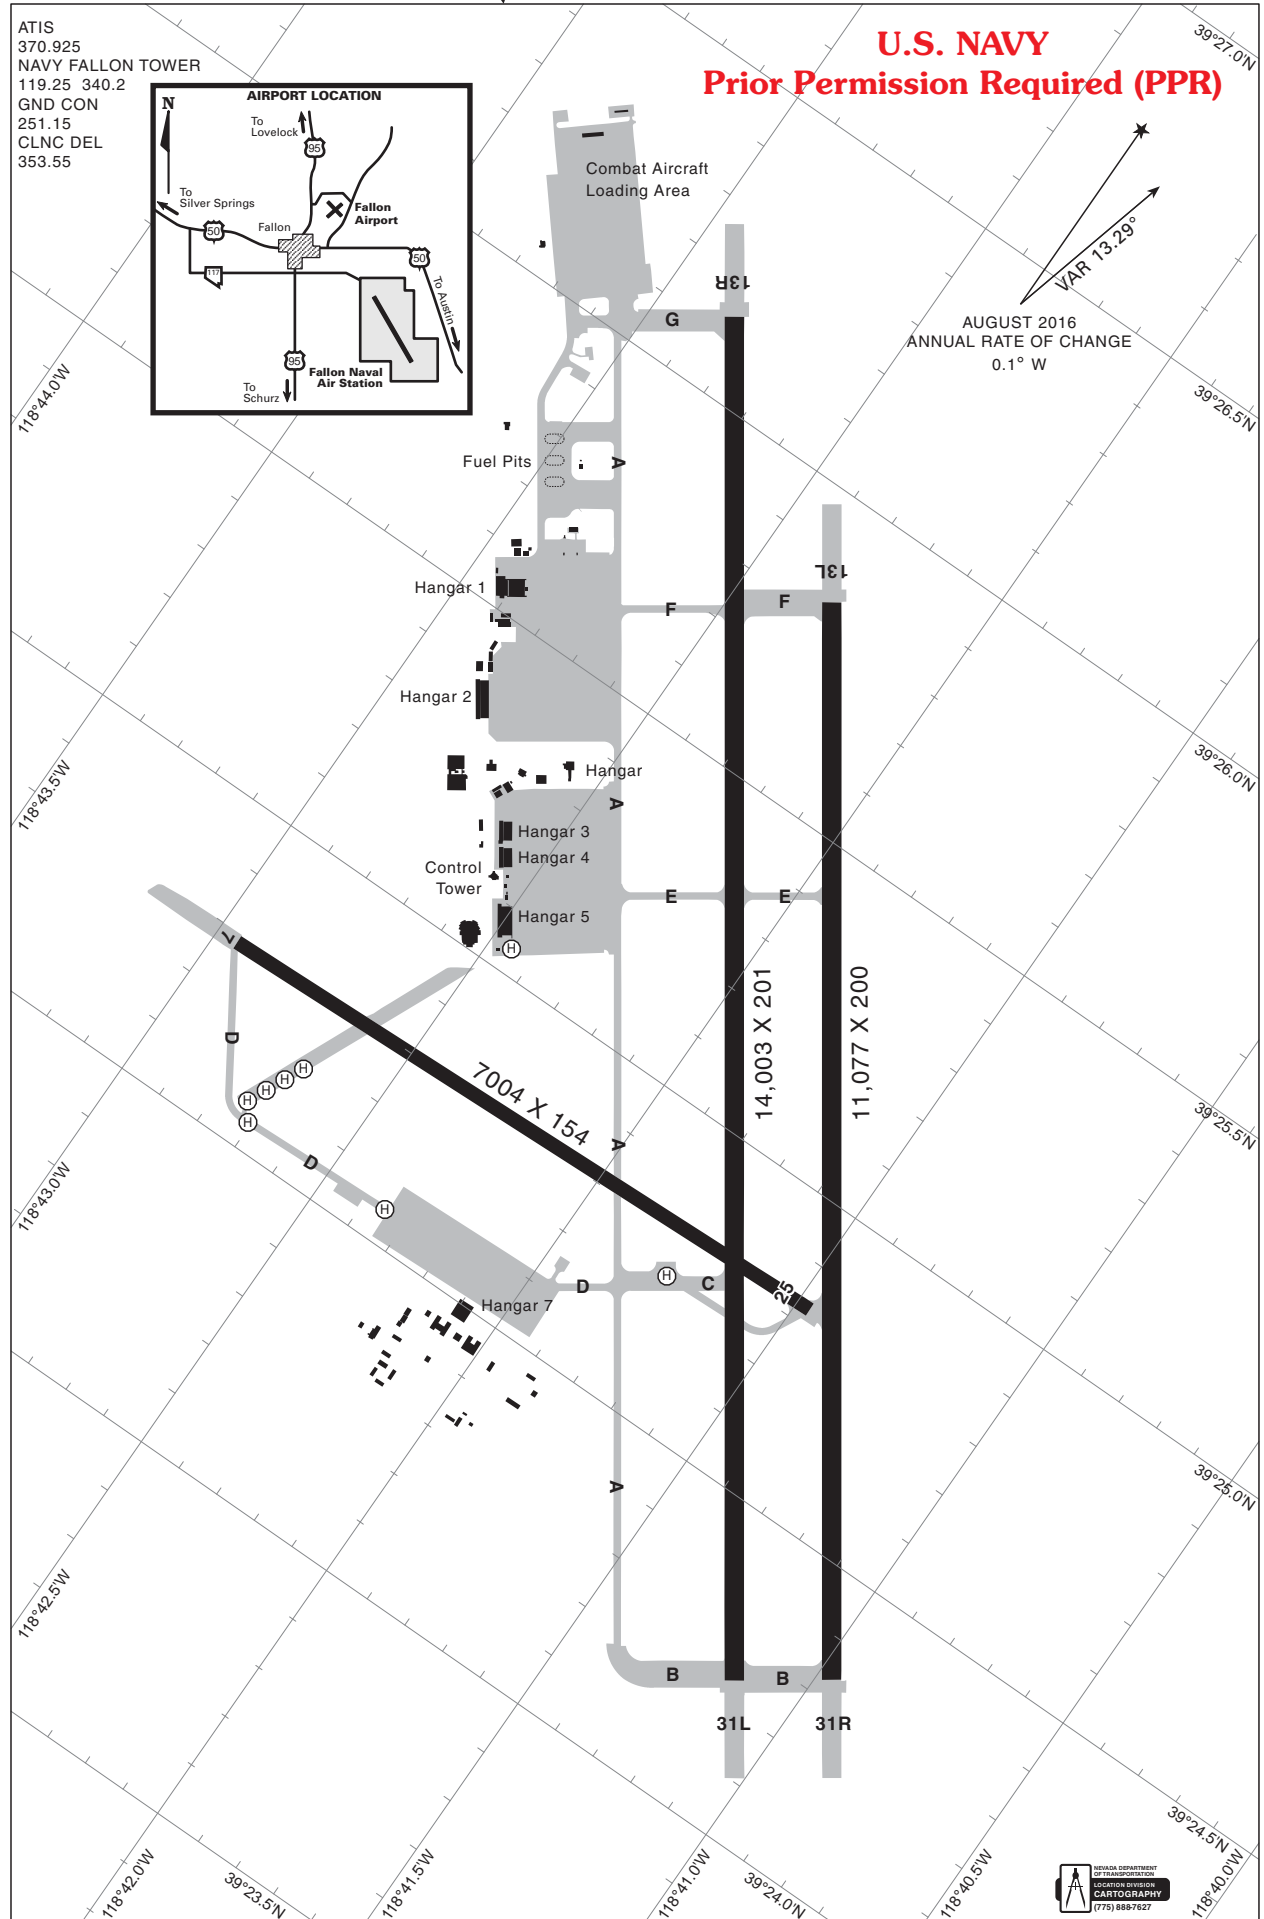 ATIS
370.925
NAVY FALLON TOWER
119.25 340.2
GND CON
251.15
CLNC DEL
353.55
U.S. NAVY
Prior Permission Required (PPR)
AIRPORT LOCATION
N
To
Lovelock
95
To
Silver Springs
50
Fallon
Fallon
Airport
50
117
To Austin
95
Fallon Naval
Air Station
To
Schurz
VAR 13.29°
AUGUST 2016
ANNUAL RATE OF CHANGE
0.1° W
39°27.0'N
39°26.5'N
39°26.0'N
39°25.5'N
39°25.0'N
39°24.5'N
39°24.0'N
39°23.5'N
118°44.0'W
118°43.5'W
118°43.0'W
118°42.5'W
118°42.0'W
118°41.5'W
118°41.0'W
118°40.5'W
118°40.0'W
Combat Aircraft
Loading Area
13R
G
Fuel Pits
A
13L
Hangar 1
F
F
Hangar 2
Hangar
A
Hangar 3
Hangar 4
Control
Tower
E
E
Hangar 5
H
7
14,003 X 201
11,077 X 200
D
7004 X 154
H
H
H
H
H
A
D
H
H
D
C
25
Hangar 7
A
B
B
31L
31R
NEVADA DEPARTMENT
OF TRANSPORTATION
LOCATION DIVISION
CARTOGRAPHY
(775) 888-7627